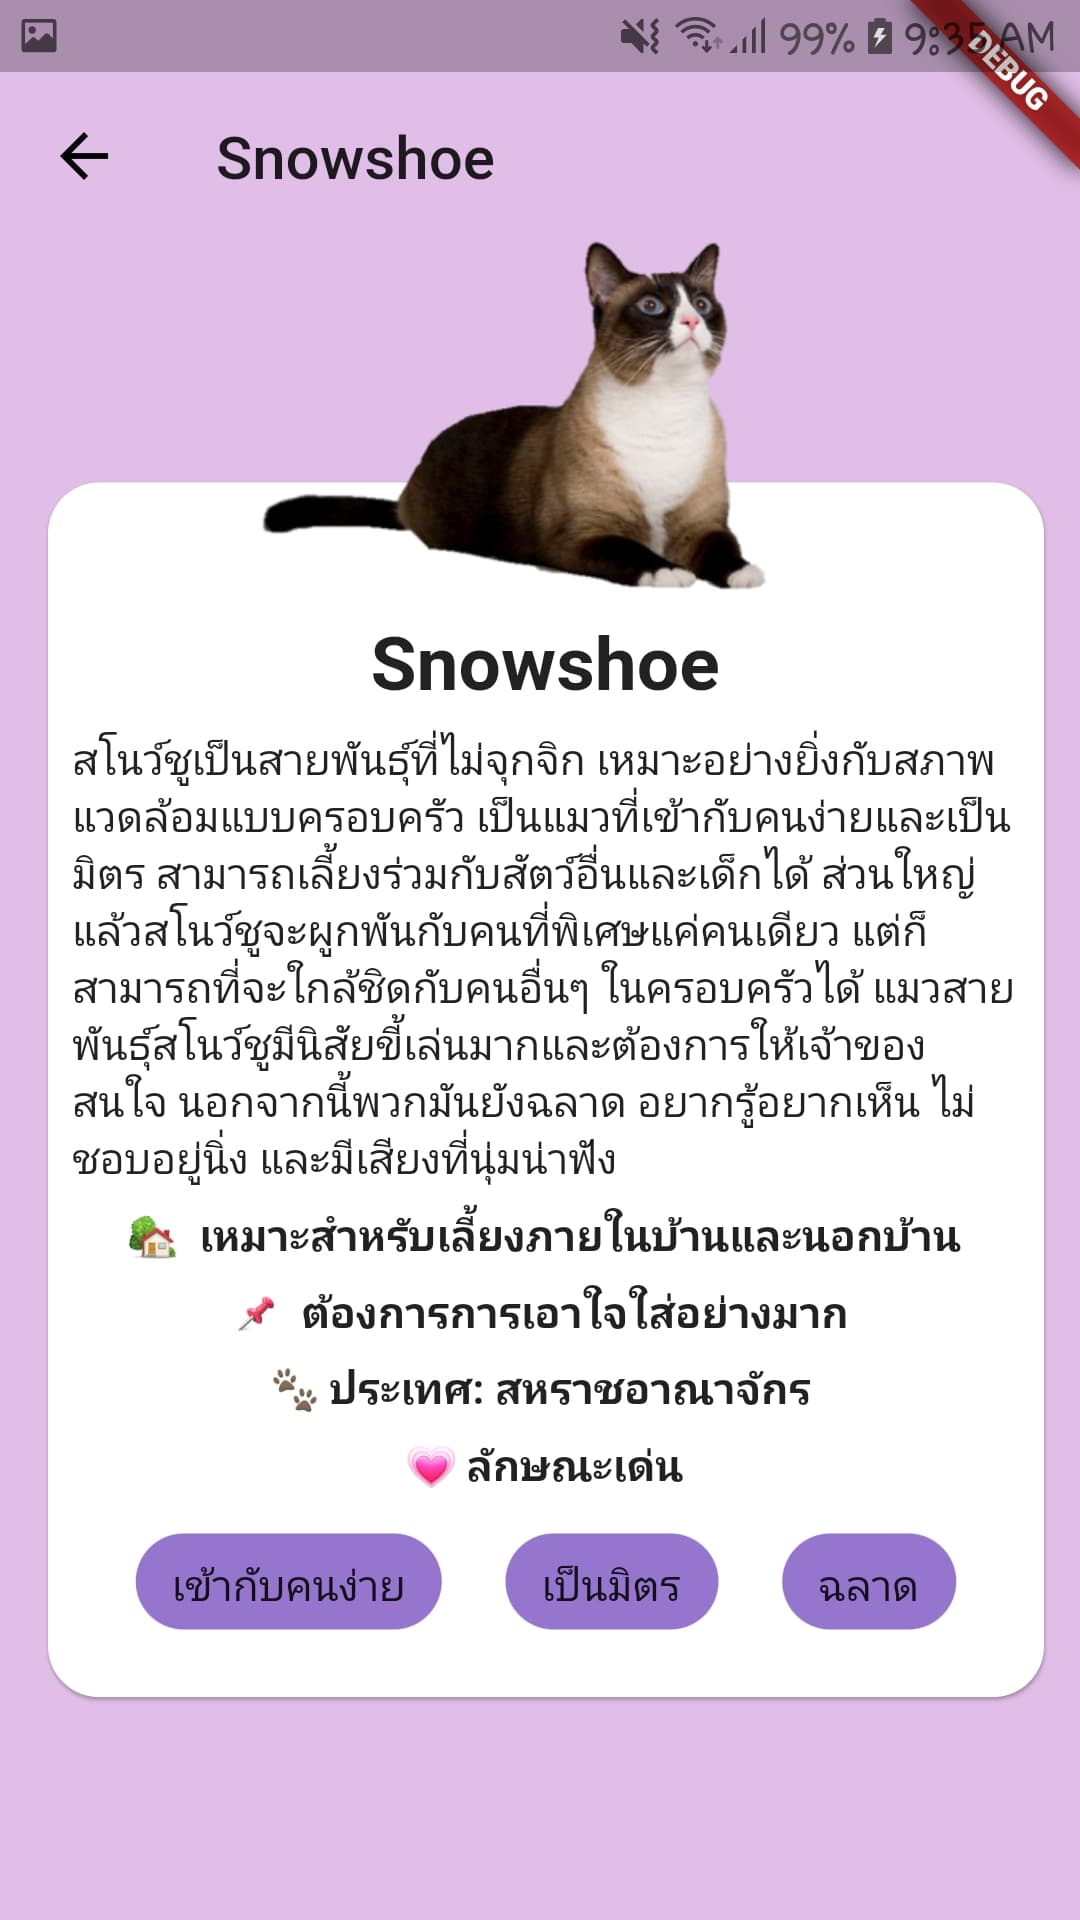 99%
AM
DEBUG
Snowshoe
Snowshoe
สโนว์ชูเป็นสายพันธุ์ที่ไม่จุกจิก เหมาะอย่างยิ่งกับสภาพ
แวดล้อมแบบครอบครัว เป็นแมวที่เข้ากับคนง่ายและเป็น
มิตร สามารถเลี้ยงร่วมกับสัตว์อื่นและเด็กได้ ส่วนใหญ่
แล้วสโนว์ชูจะผูกพันกับคนที่พิเศษแค่คนเดียว แต่ก็
สามารถที่จะใกล้ชิดกับคนอื่นๆ ในครอบครัวได้ แมวสาย
พันธุ์สโนว์ชูมีนิสัยขี้เล่นมากและต้องการให้เจ้าของ
สนใจ นอกจากนี้พวกมันยังฉลาด อยากรู้อยากเห็น ไม่
ชอบอยู่นิ่ง และมีเสียงที่นุ่มน่าฟัง
🏡 เหมาะสำหรับเลี้ยงภายในบ้านและนอกบ้าน
📌 ต้องการการเอาใจใส่อย่างมาก
🐾 ประเทศ: สหราชอาณาจักร
💗 ลักษณะเด่น
เข้ากับคนง่าย
เป็นมิตร
ฉลาด